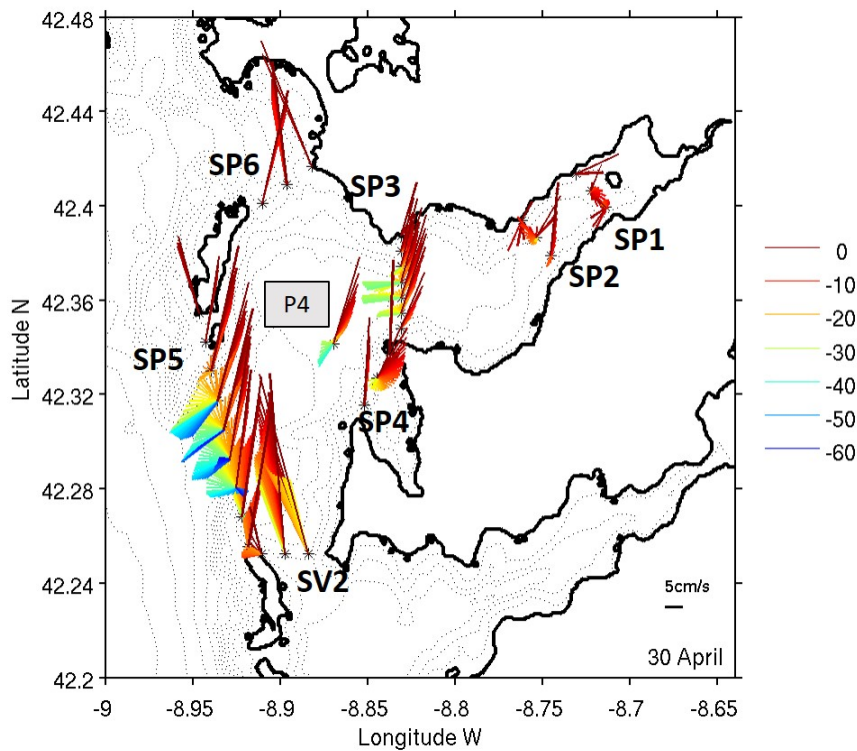 42.48
42.44
42.4
42.36
42.32
42.28
42.24
42.2
Latitude N
SP6
SP3
SP1
SP2
P4
SP5
SP4
SV2
5cm/s
30 April
-9
-8.95
-8.9
-8.85
-8.8
-8.75
-8.7
-8.65
Longitude W
0
-10
-20
-30
-40
-50
-60